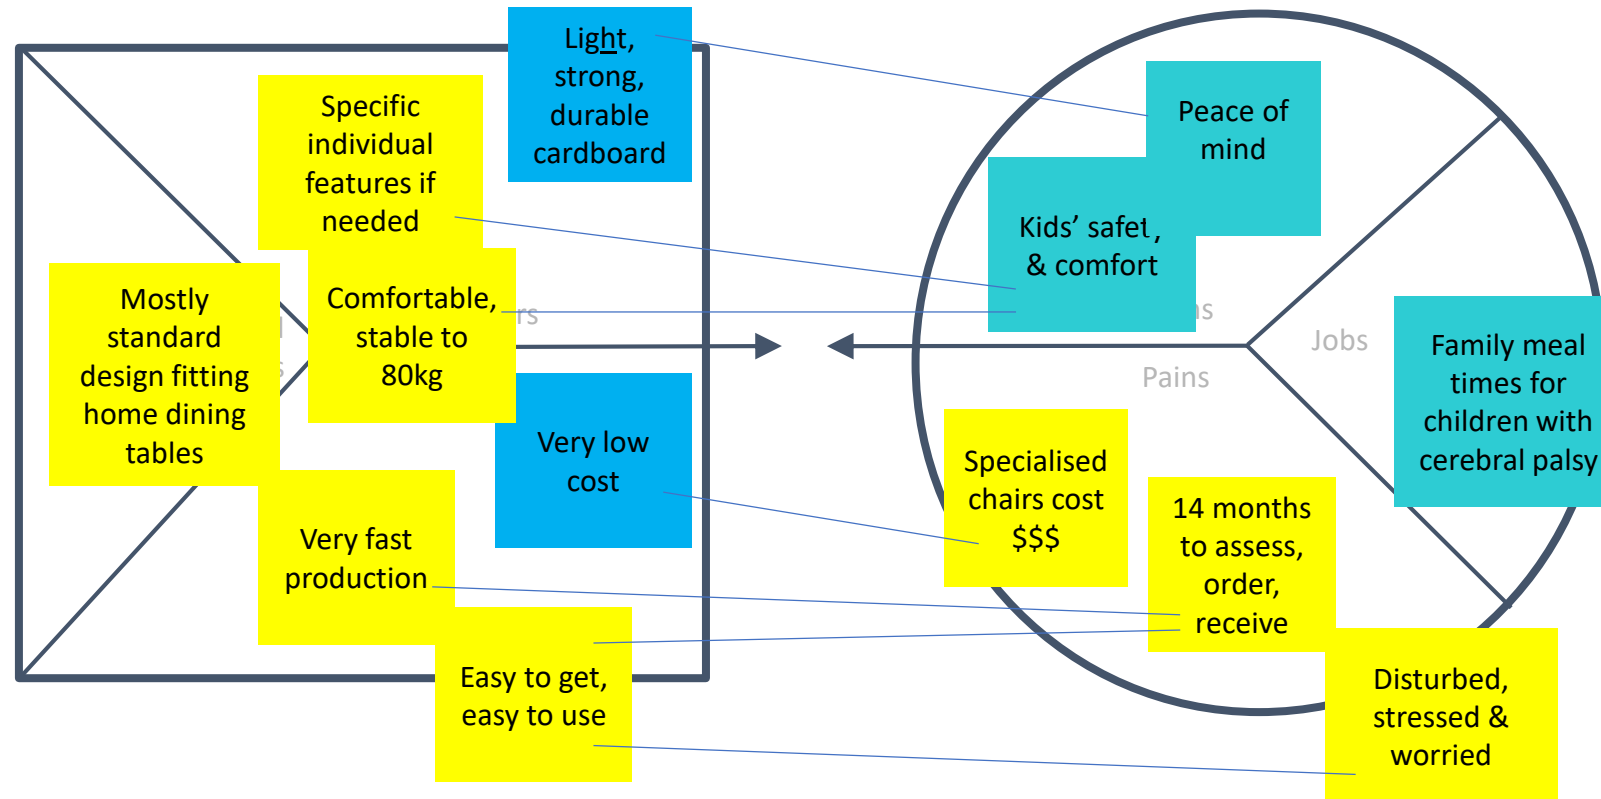 Light,
strong,
durable
cardboard
Specific
individual
features if
needed
Mostly
standard
design fitting
home dining
tables
Comfortable,
stable to
80kg
Very low
cost
Very fast
production
Easy to get,
easy to use
Peace of
mind
Kids’ safet,
& comfort
Jobs
Pains
Family meal
times for
children with
cerebral palsy
Specialised
chairs cost
$$$
14 months
to assess,
order,
receive
Disturbed,
stressed &
worried